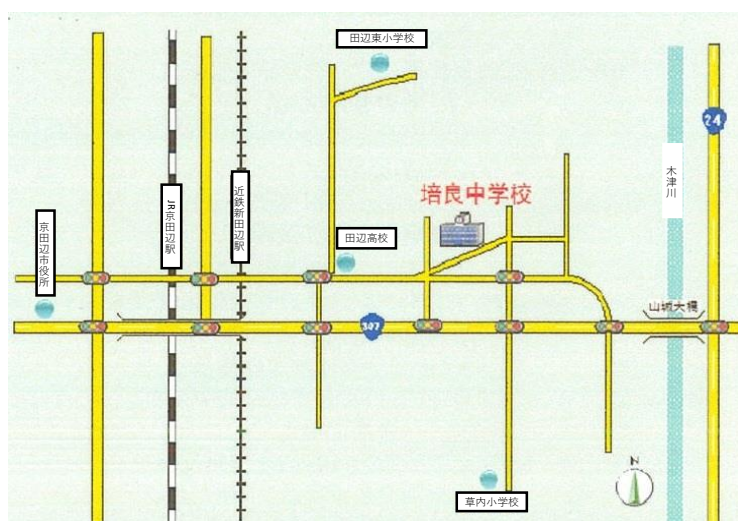 田辺東小学校
24
木津川
培良中学校
JR京田辺駅
近鉄新田辺駅
京田辺市役所
田辺高校
山城大橋
307
N
草内小学校